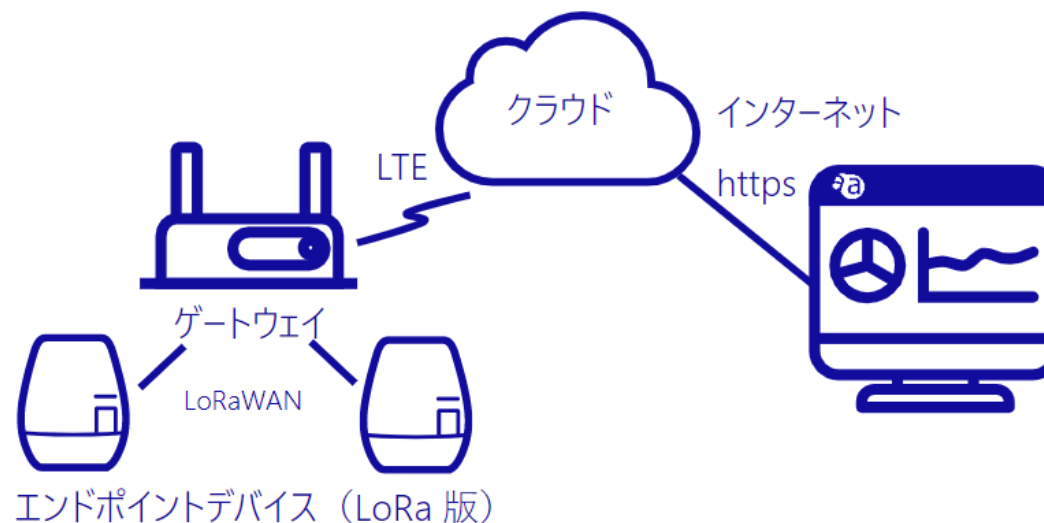 クラウド
インターネット
LTE
https
a
ゲートウェイ
LoRaWAN
エンドポイントデバイス（LoRa 版）